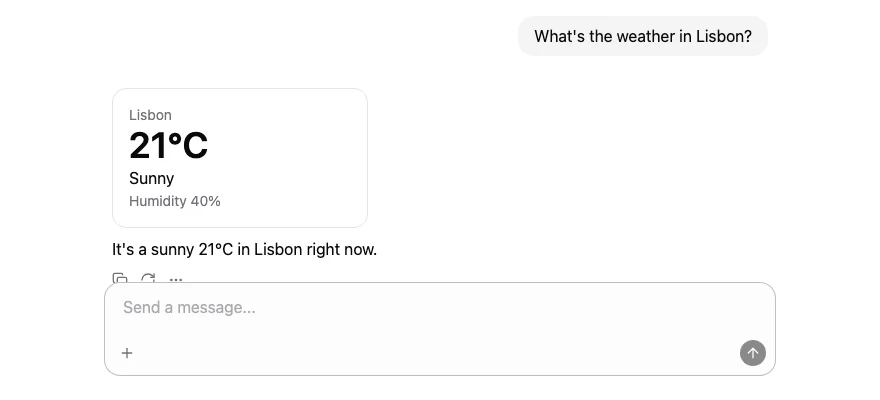 What's the weather in Lisbon?
Lisbon
21°C
Sunny
Humidity 40%
It's a sunny 21°C in Lisbon right now.
Send a message...